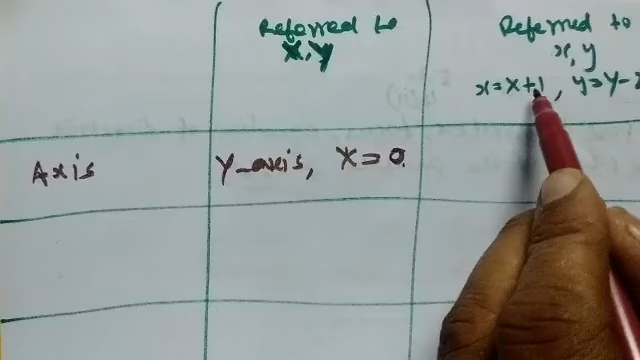 Referred to
X, Y
Referred to
x, y
x = X + 1, y = Y -
Axis
Y-axis, X = 0.